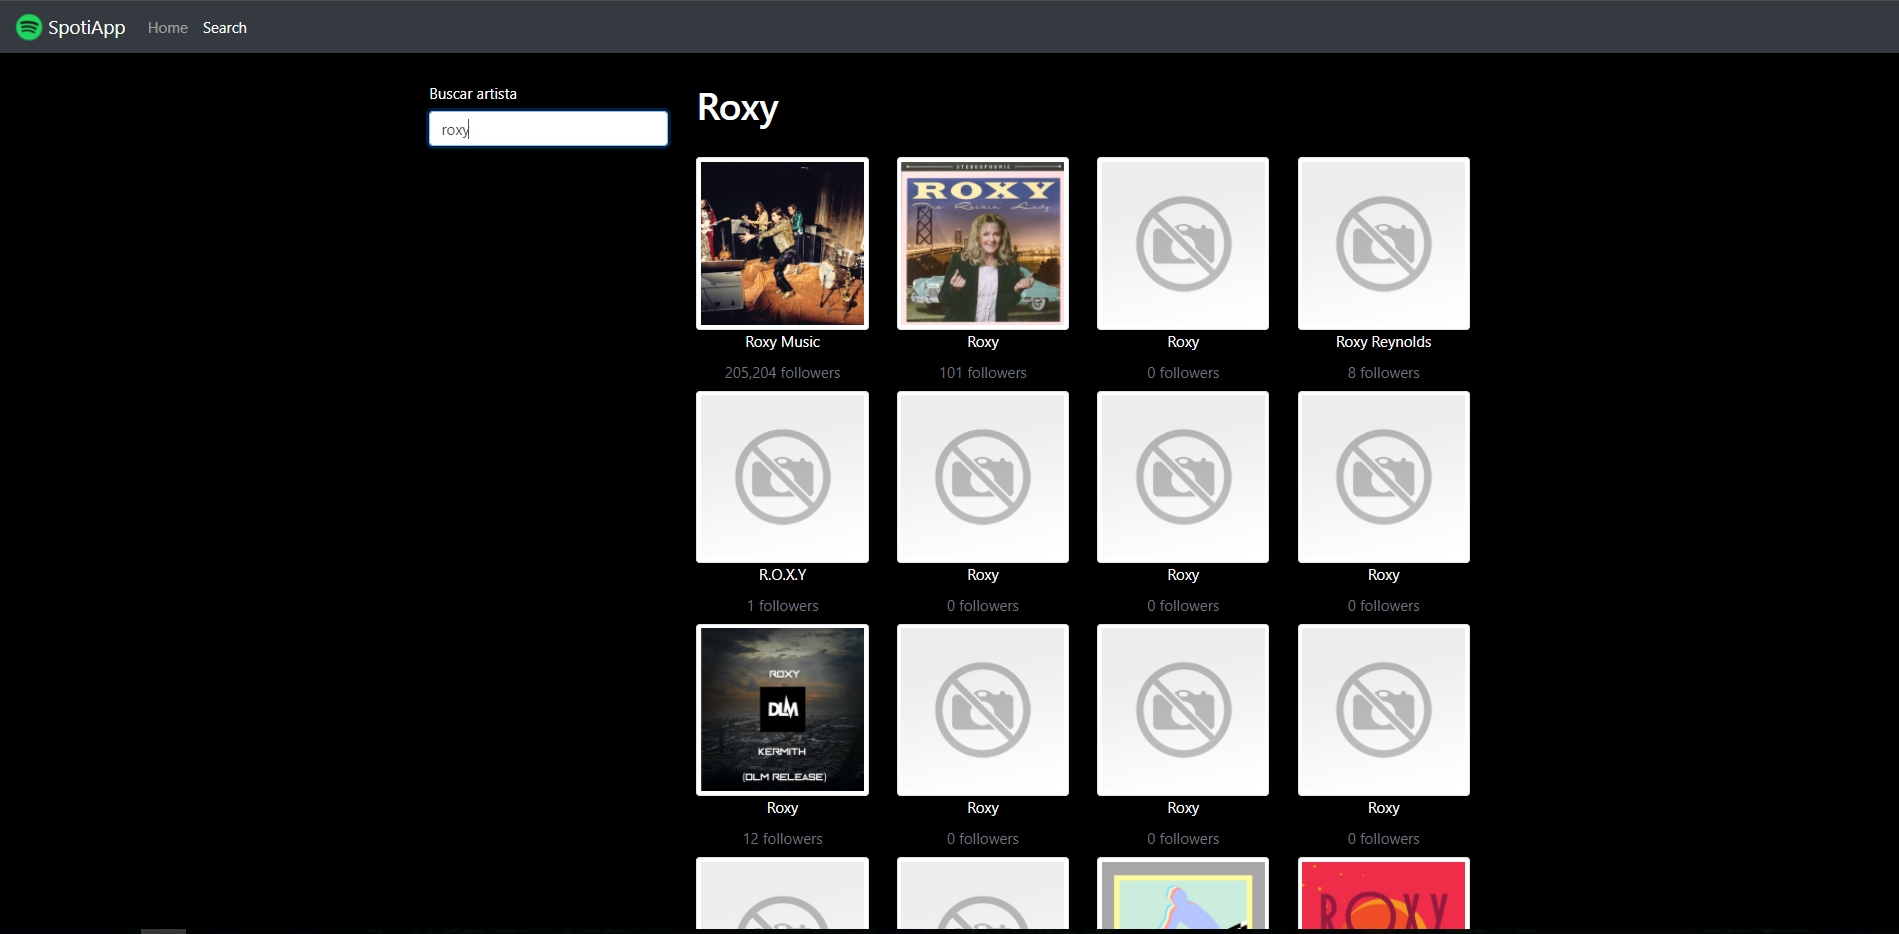 SpotiApp Home Search
Buscar artista
roxy
Roxy
STEREOPHONIC
ROXY
The Rockin' Lady
Roxy Music
Roxy
Roxy
Roxy Reynolds
205,204 followers
101 followers
0 followers
8 followers
R.O.X.Y
Roxy
Roxy
Roxy
1 followers
0 followers
0 followers
0 followers
ROXY
DLM
KERMITH
(DLM RELEASE)
Roxy
Roxy
Roxy
Roxy
12 followers
0 followers
0 followers
0 followers
ROXY